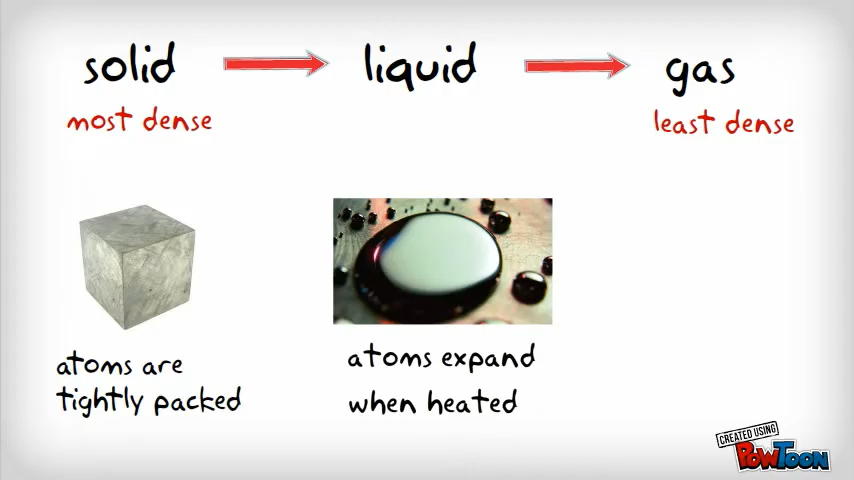 solid
liquid
gas
most dense
least dense
atoms are
tightly packed
atoms expand
when heated
CREATED USING
POWTOON